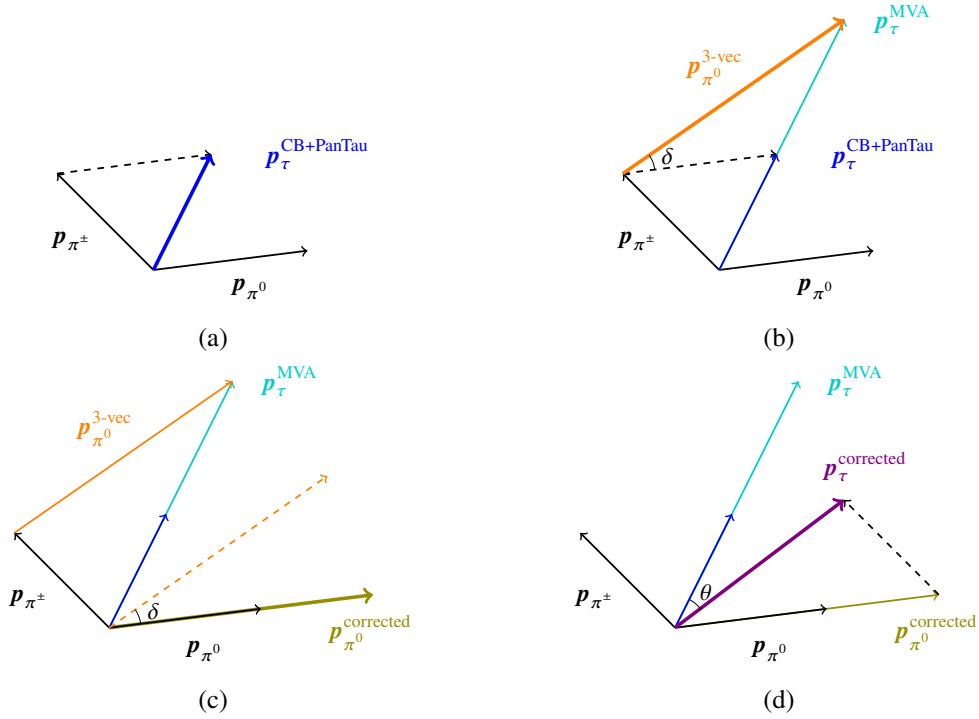 p_τ^CB+PanTau
p_π±
p_π⁰
(a)
p_τ^MVA
p_π⁰^3-vec
δ
p_τ^CB+PanTau
p_π±
p_π⁰
(b)
p_τ^MVA
p_π⁰^3-vec
p_π±
δ
p_π⁰
p_π⁰^corrected
(c)
p_τ^MVA
p_τ^corrected
p_π±
θ
p_π⁰
p_π⁰^corrected
(d)